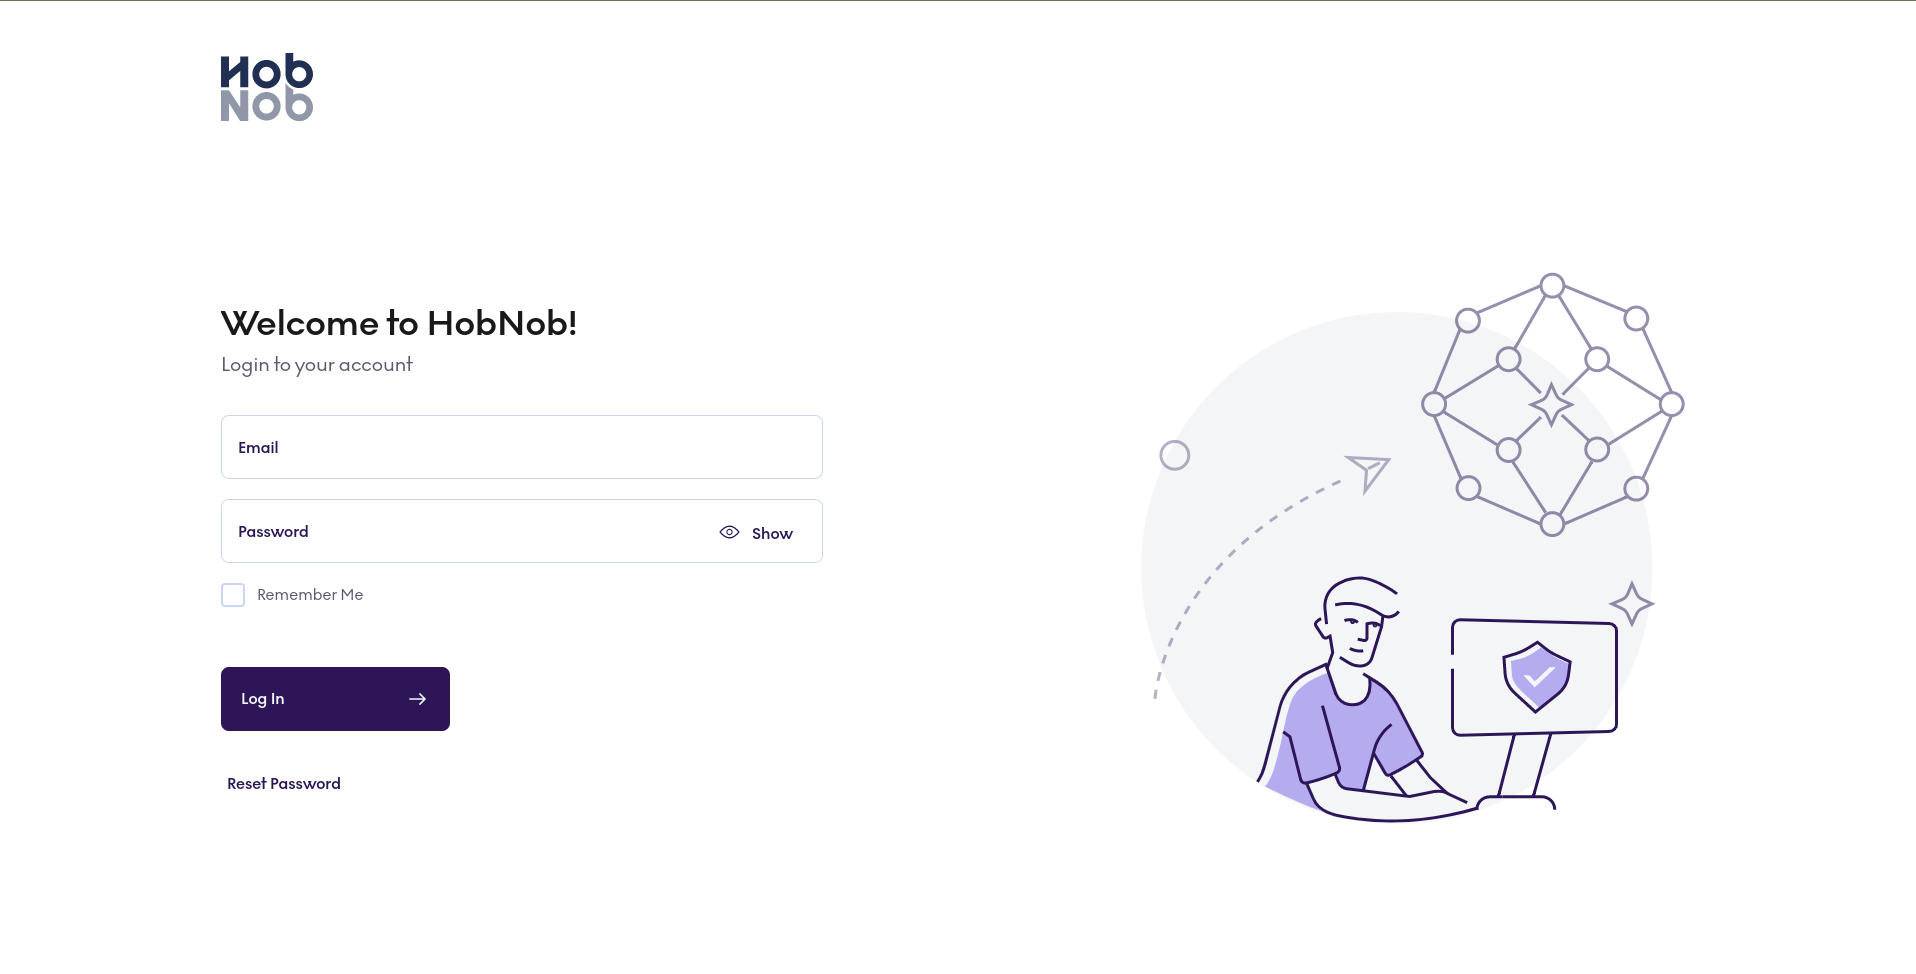 Hob
Nob
Welcome to HobNob!
Login to your account
Email
Password
Show
Remember Me
Log In
Reset Password